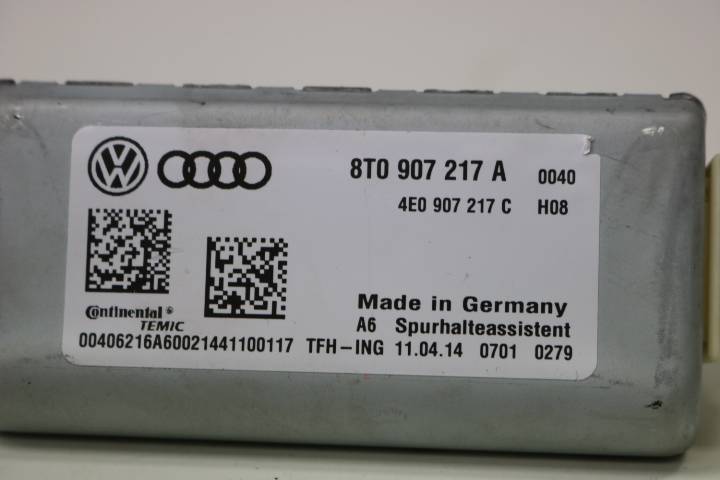 8T0 907 217 A 0040
4E0 907 217 C H08
Made in Germany
Continental®
TEMIC
A6 Spurhalteassistent
00406216A60021441100117 TFH-ING 11.04.14 0701 0279